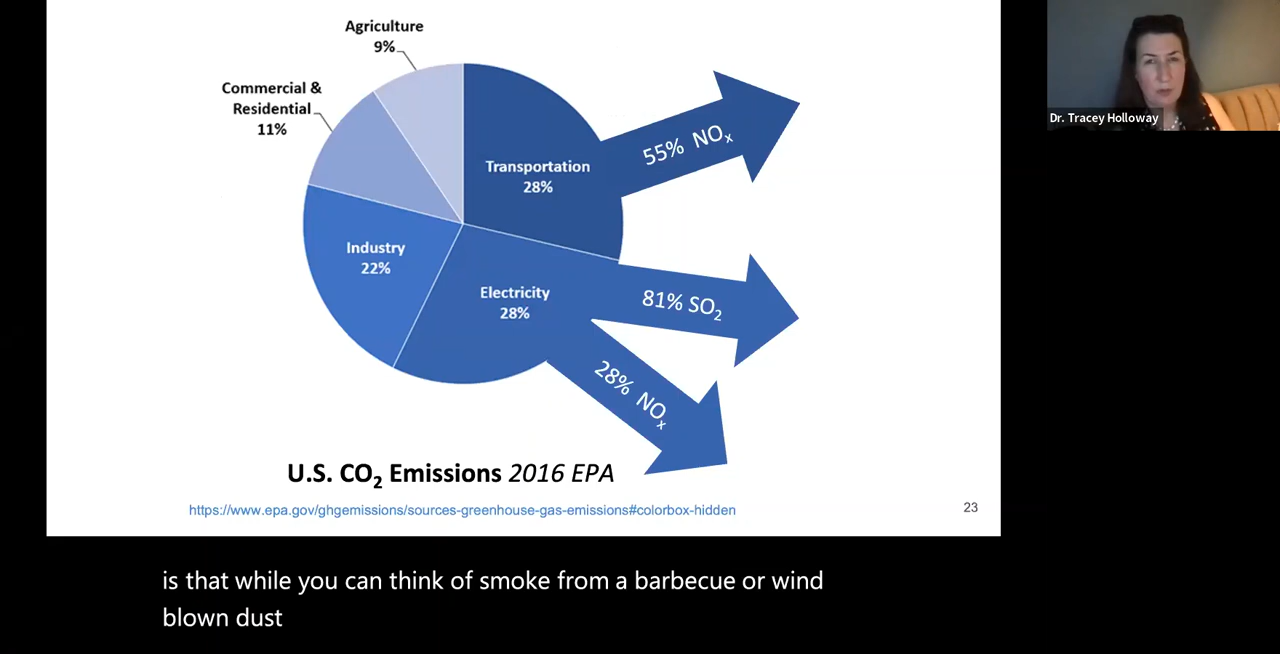 Agriculture
9%
Commercial &
Residential
11%
Transportation
28%
55% NOx
Dr. Tracey Holloway
Industry
22%
Electricity
28%
81% SO2
28% NOx
U.S. CO2 Emissions 2016 EPA
https://www.epa.gov/ghgemissions/sources-greenhouse-gas-emissions#colorbox-hidden
23
is that while you can think of smoke from a barbecue or wind
blown dust